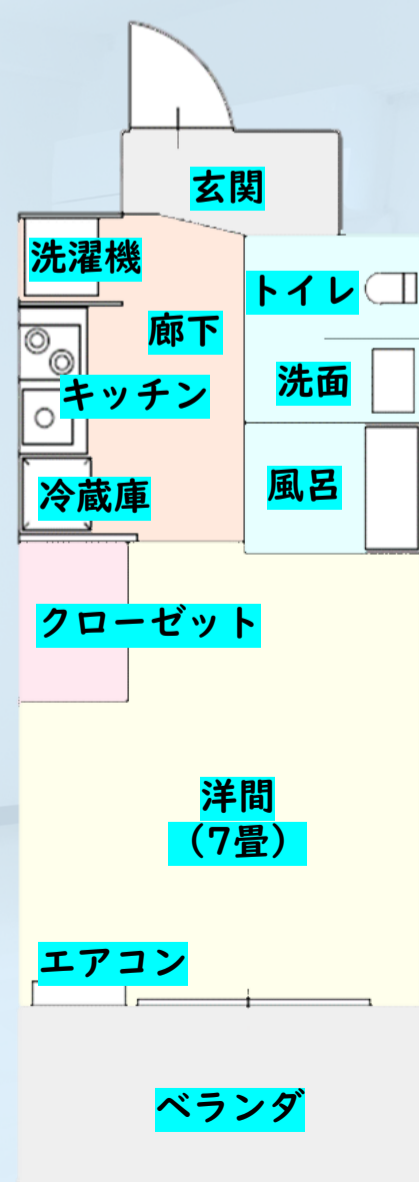 玄関
洗濯機
トイレ
廊下
洗面
キッチン
冷蔵庫
風呂
クローゼット
洋間
（7畳）
エアコン
ベランダ